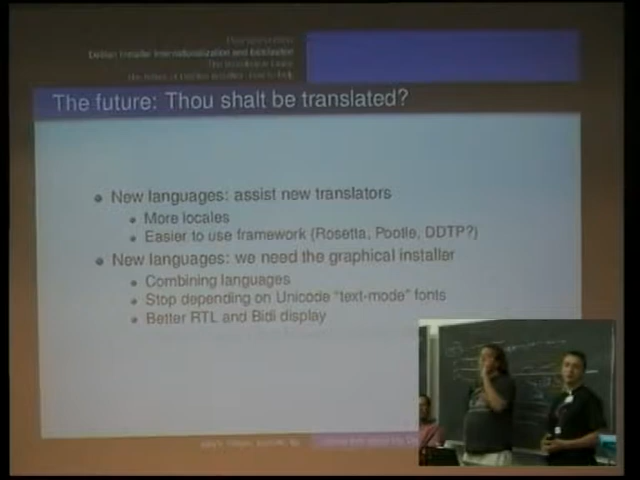 Debian Installer internationalization and localization
The future: Thou shalt be translated?
New languages: assist new translators
More locales
Easier to use framework (Rosetta, Pootle, DDTP?)
New languages: we need the graphical installer
Combining languages
Stop depending on Unicode "text-mode" fonts
Better RTL and Bidi display